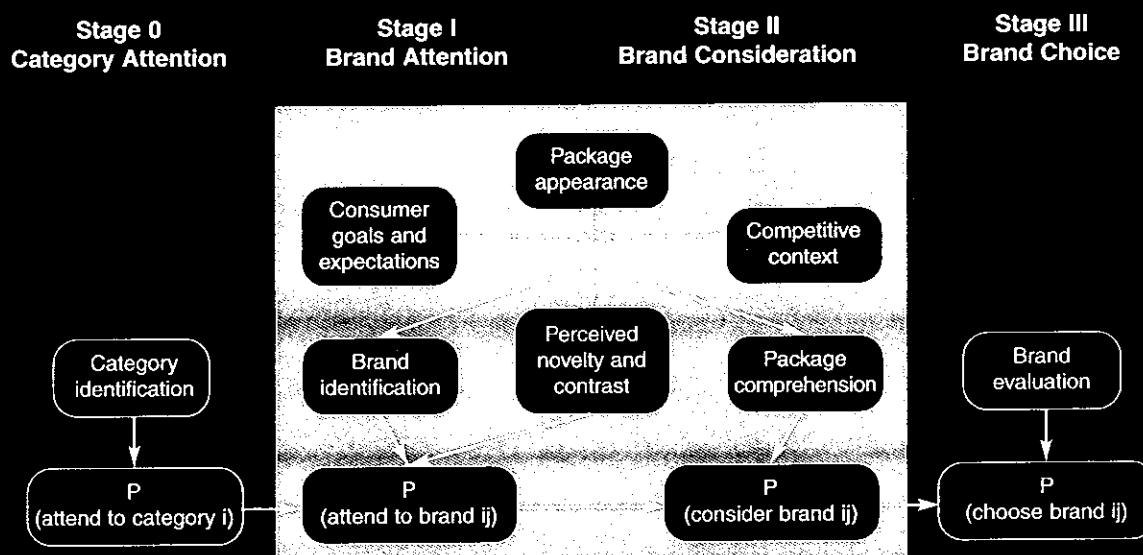 Stage 0
Category Attention
Stage I
Brand Attention
Stage II
Brand Consideration
Stage III
Brand Choice
Package
appearance
Consumer
goals and
expectations
Competitive
context
Category
identification
Brand
identification
Perceived
novelty and
contrast
Package
comprehension
Brand
evaluation
P
(attend to category i)
P
(attend to brand ij)
P
(consider brand ij)
P
(choose brand ij)